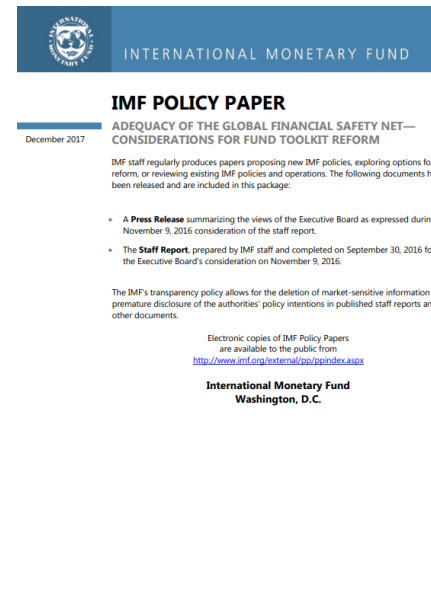 INTERNATIONAL MONETARY FUND
IMF POLICY PAPER
December 2017
ADEQUACY OF THE GLOBAL FINANCIAL SAFETY NET—
CONSIDERATIONS FOR FUND TOOLKIT REFORM
IMF staff regularly produces papers proposing new IMF policies, exploring options fo
reform, or reviewing existing IMF policies and operations. The following documents h
been released and are included in this package:
• A Press Release summarizing the views of the Executive Board as expressed durin
November 9, 2016 consideration of the staff report.
• The Staff Report, prepared by IMF staff and completed on September 30, 2016 fo
the Executive Board's consideration on November 9, 2016.
The IMF's transparency policy allows for the deletion of market-sensitive information
premature disclosure of the authorities' policy intentions in published staff reports an
other documents.
Electronic copies of IMF Policy Papers
are available to the public from
http://www.imf.org/external/pp/ppindex.aspx
International Monetary Fund
Washington, D.C.